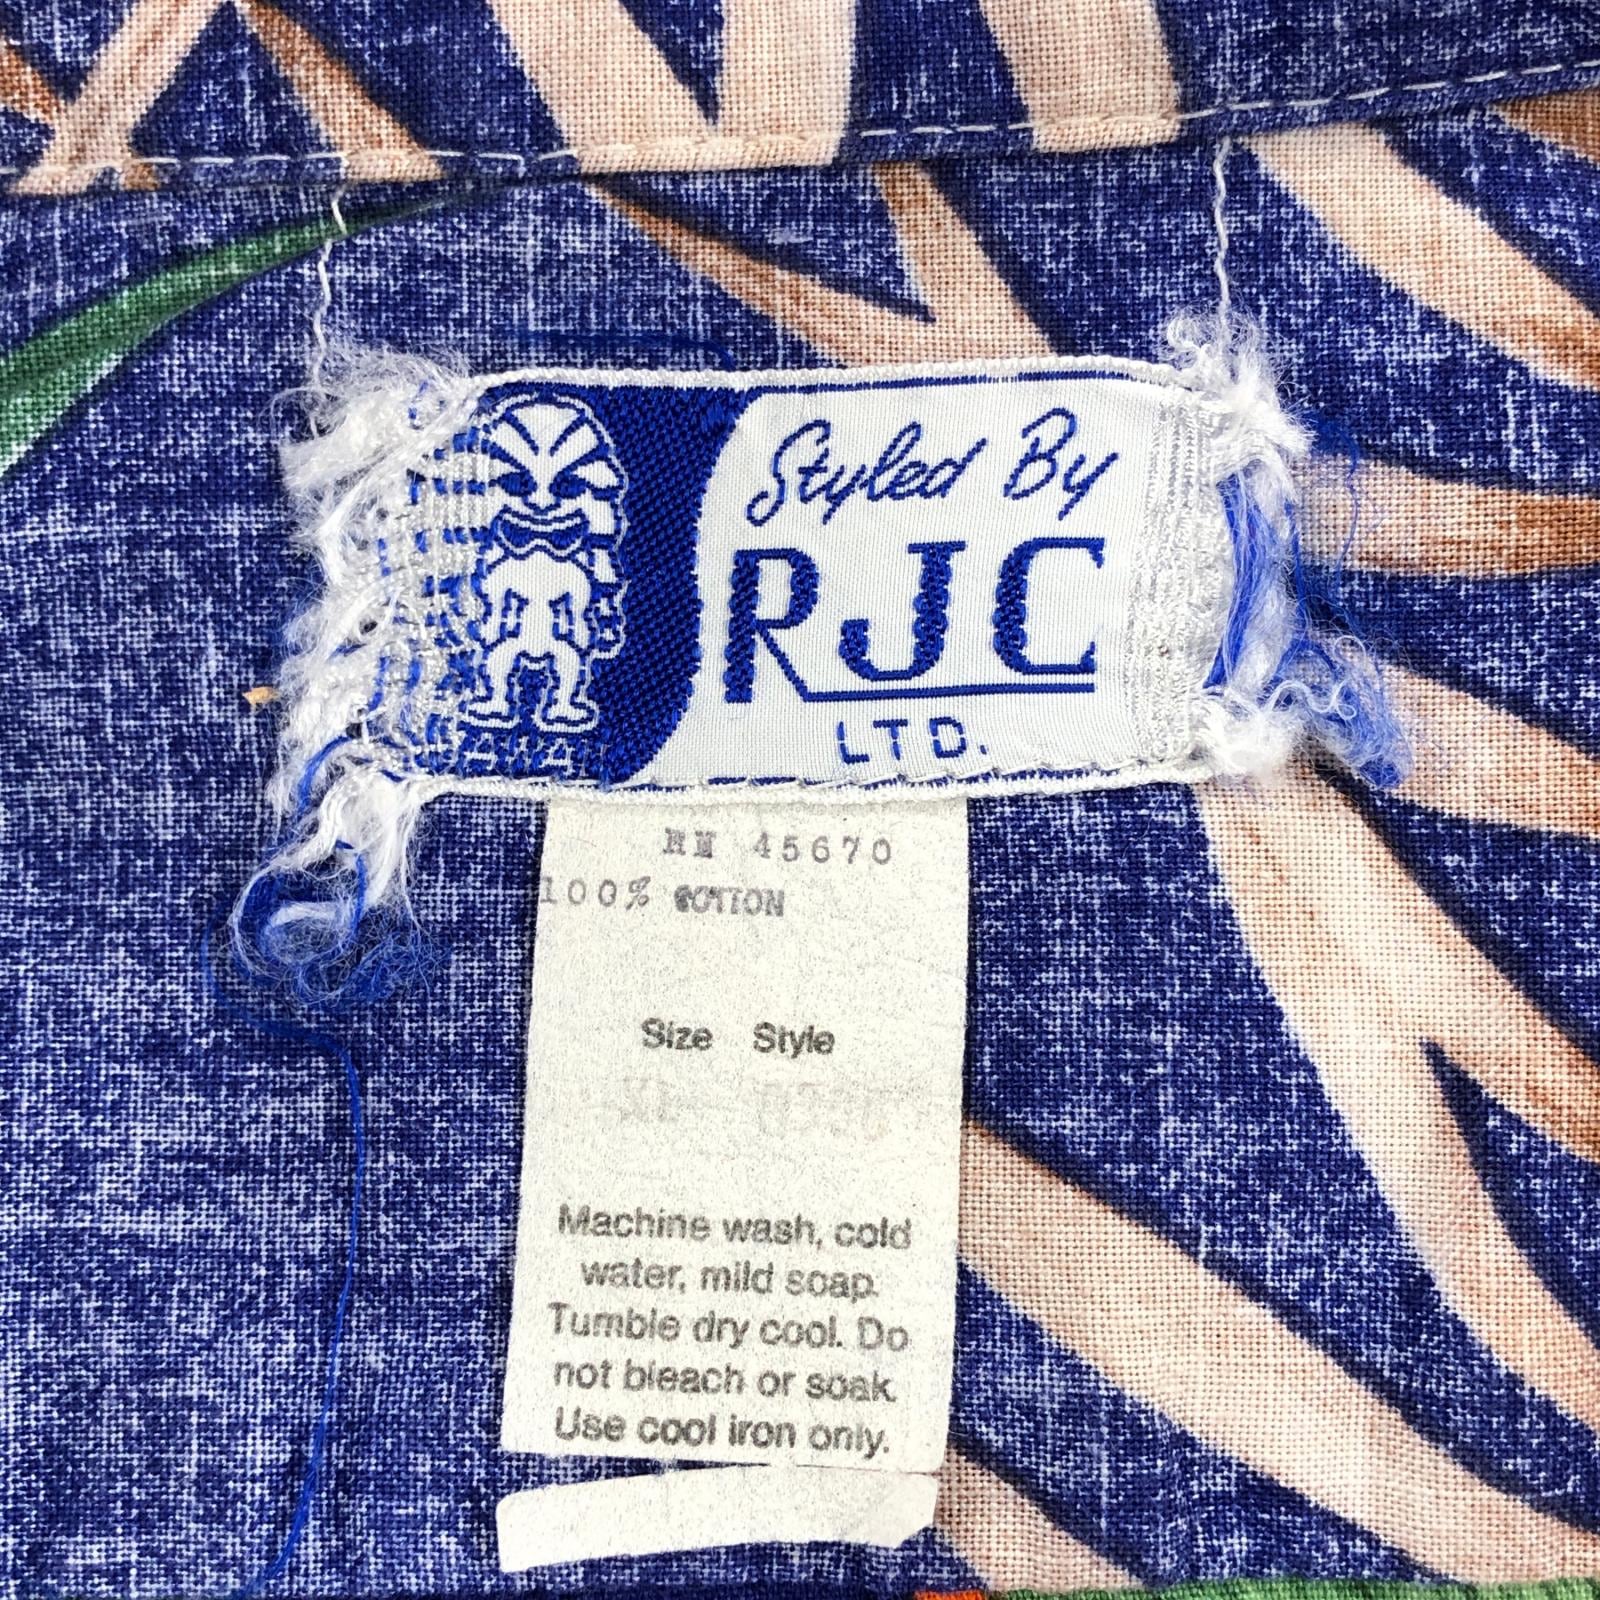 Styled By
RJC
LTD.
HAWAII
RN 45670
100% COTTON
Size Style
Machine wash, cold
water, mild soap.
Tumble dry cool. Do
not bleach or soak.
Use cool iron only.